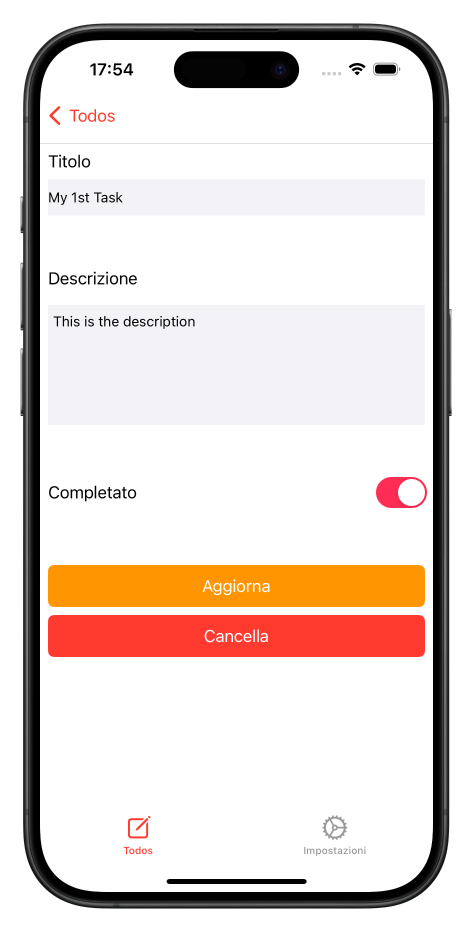 17:54
Todos
Titolo
My 1st Task
Descrizione
This is the description
Completato
Aggiorna
Cancella
Todos
Impostazioni